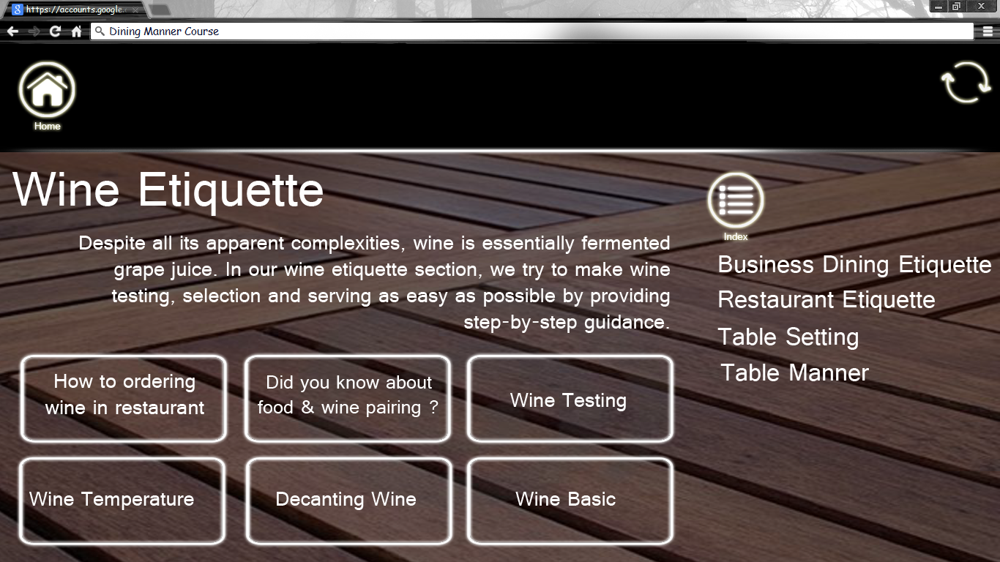 https://accounts.google.
Dining Manner Course
Home
Wine Etiquette
Despite all its apparent complexities, wine is essentially fermented
grape juice. In our wine etiquette section, we try to make wine
testing, selection and serving as easy as possible by providing
step-by-step guidance.
Index
Business Dining Etiquette
Restaurant Etiquette
Table Setting
Table Manner
How to ordering
wine in restaurant
Did you know about
food & wine pairing ?
Wine Testing
Wine Temperature
Decanting Wine
Wine Basic